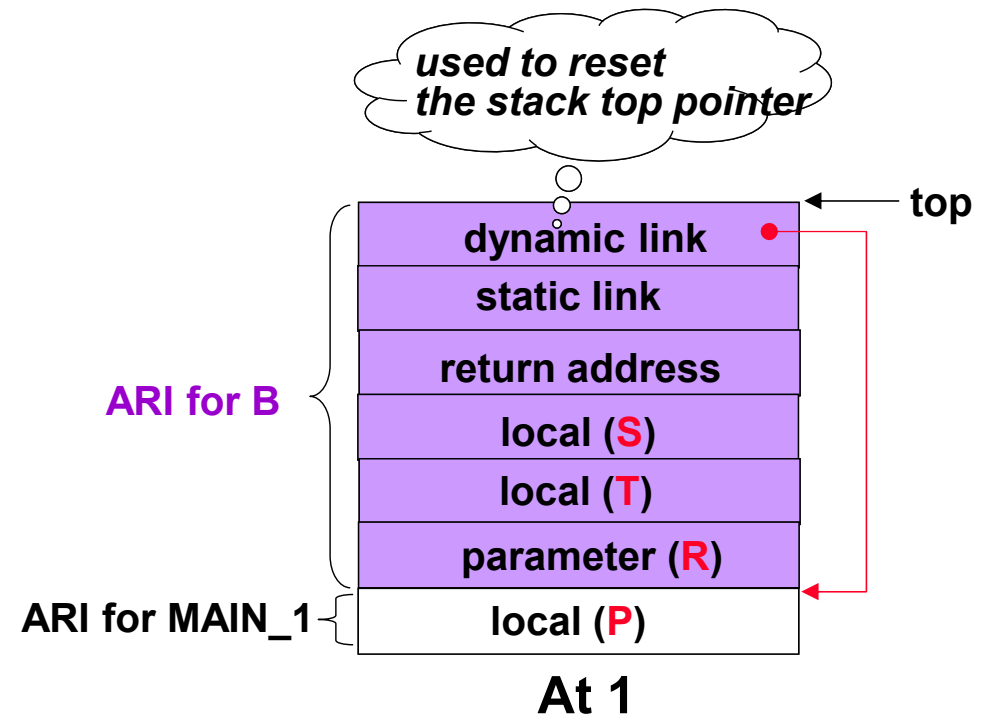 used to reset
the stack top pointer
top
dynamic link
static link
return address
ARI for B
local (S)
local (T)
parameter (R)
ARI for MAIN_1
local (P)
At 1